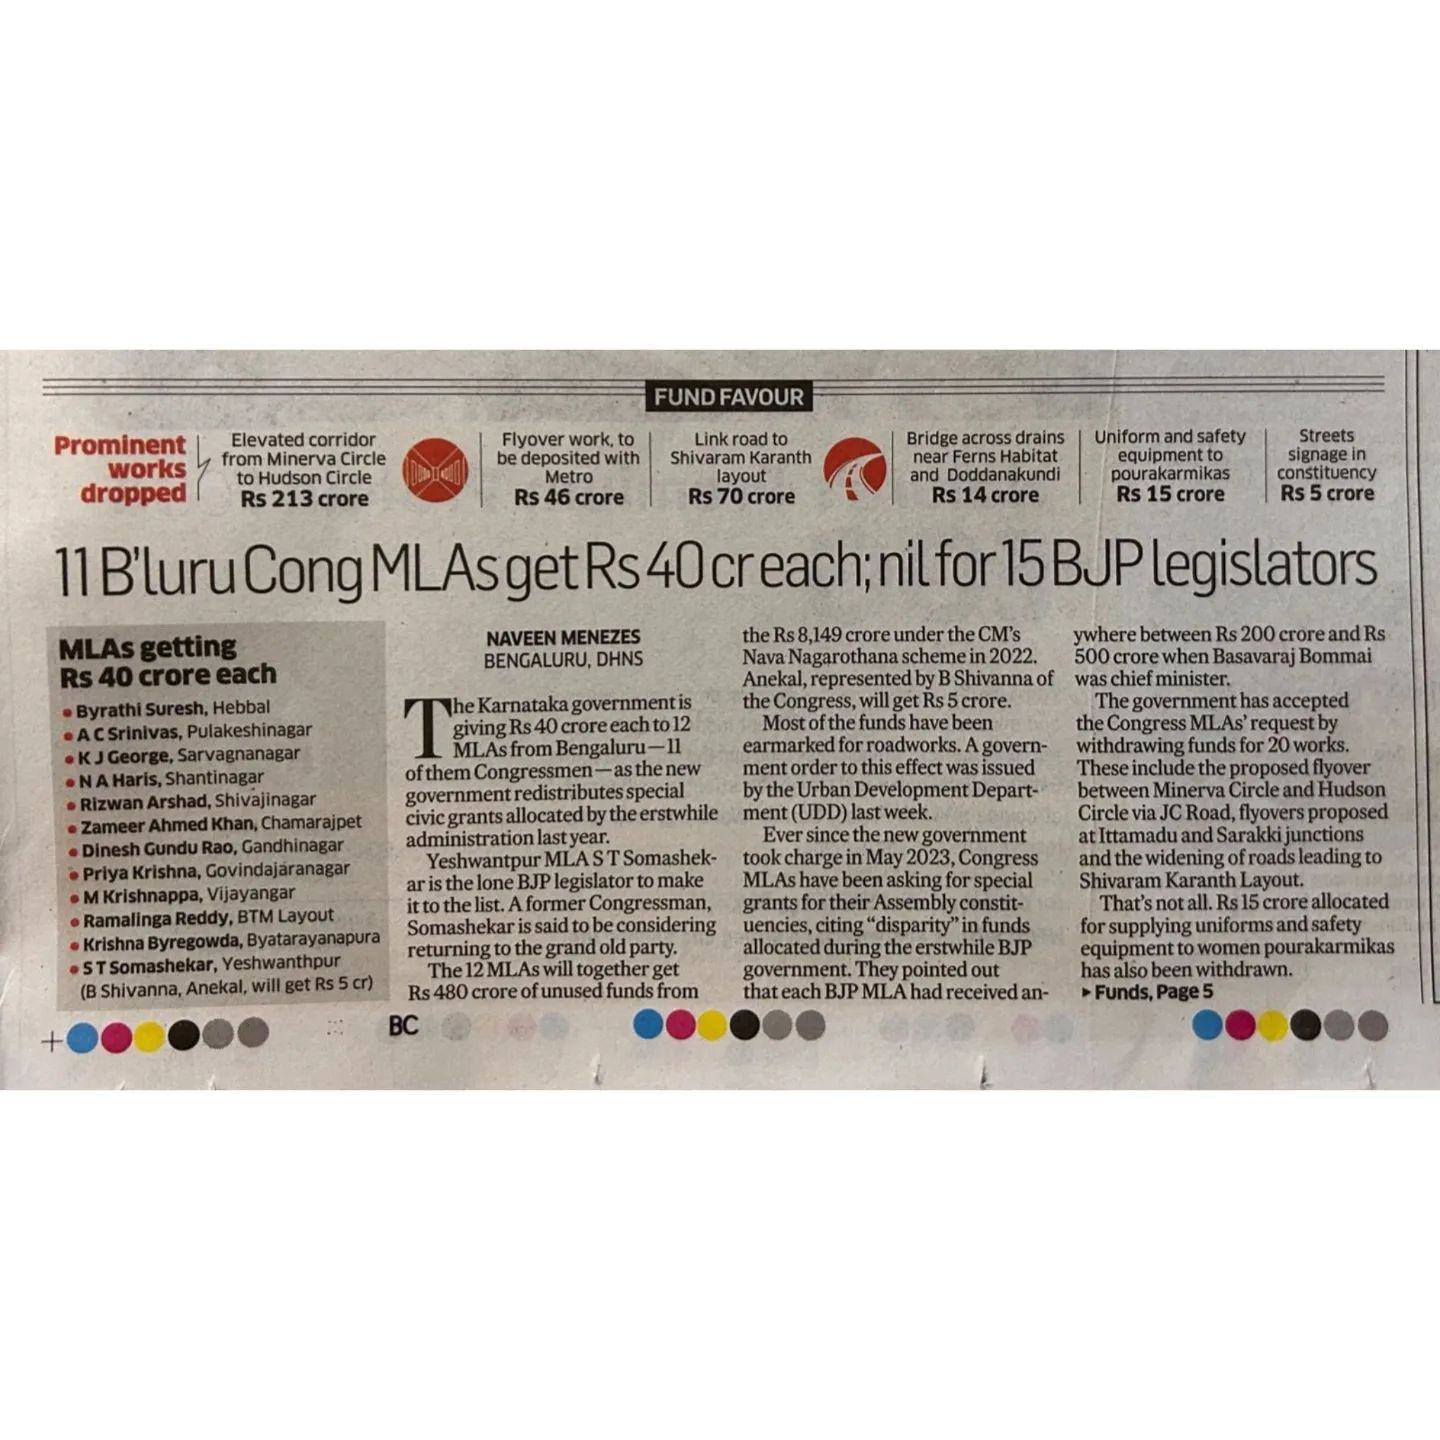 FUND FAVOUR
Prominent
works
dropped
Elevated corridor
from Minerva Circle
to Hudson Circle
Rs 213 crore
Flyover work, to
be deposited with
Metro
Rs 46 crore
Link road to
Shivaram Karanth
layout
Rs 70 crore
Bridge across drains
near Ferns Habitat
and Doddanakundi
Rs 14 crore
Uniform and safety
equipment to
pourakarmikas
Rs 15 crore
Streets
signage in
constituency
Rs 5 crore
11 B'luru Cong MLAs get Rs 40 cr each; nil for 15 BJP legislators
MLAs getting
Rs 40 crore each
• Byrathi Suresh, Hebbal
• A C Srinivas, Pulakeshinagar
• K J George, Sarvagnanagar
• N A Haris, Shantinagar
• Rizwan Arshad, Shivajinagar
• Zameer Ahmed Khan, Chamarajpet
• Dinesh Gundu Rao, Gandhinagar
• Priya Krishna, Govindajaranagar
• M Krishnappa, Vijayangar
• Ramalinga Reddy, BTM Layout
• Krishna Byregowda, Byatarayanapura
• S T Somashekar, Yeshwanthpur
(B Shivanna, Anekal, will get Rs 5 cr)
NAVEEN MENEZES
BENGALURU, DHNS
The Karnataka government is
giving Rs 40 crore each to 12
MLAs from Bengaluru—11
of them Congressmen—as the new
government redistributes special
civic grants allocated by the erstwhile
administration last year.
Yeshwantpur MLA S T Somashek-
ar is the lone BJP legislator to make
it to the list. A former Congressman,
Somashekar is said to be considering
returning to the grand old party.
The 12 MLAs will together get
Rs 480 crore of unused funds from
the Rs 8,149 crore under the CM's
Nava Nagarothana scheme in 2022.
Anekal, represented by B Shivanna of
the Congress, will get Rs 5 crore.
Most of the funds have been
earmarked for roadworks. A govern-
ment order to this effect was issued
by the Urban Development Depart-
ment (UDD) last week.
Ever since the new government
took charge in May 2023, Congress
MLAs have been asking for special
grants for their Assembly constit-
uencies, citing “disparity” in funds
allocated during the erstwhile BJP
government. They pointed out
that each BJP MLA had received an-
ywhere between Rs 200 crore and Rs
500 crore when Basavaraj Bommai
was chief minister.
The government has accepted
the Congress MLAs' request by
withdrawing funds for 20 works.
These include the proposed flyover
between Minerva Circle and Hudson
Circle via JC Road, flyovers proposed
at Ittamadu and Sarakki junctions
and the widening of roads leading to
Shivaram Karanth Layout.
That's not all. Rs 15 crore allocated
for supplying uniforms and safety
equipment to women pourakarmikas
has also been withdrawn.
▸ Funds, Page 5
BC